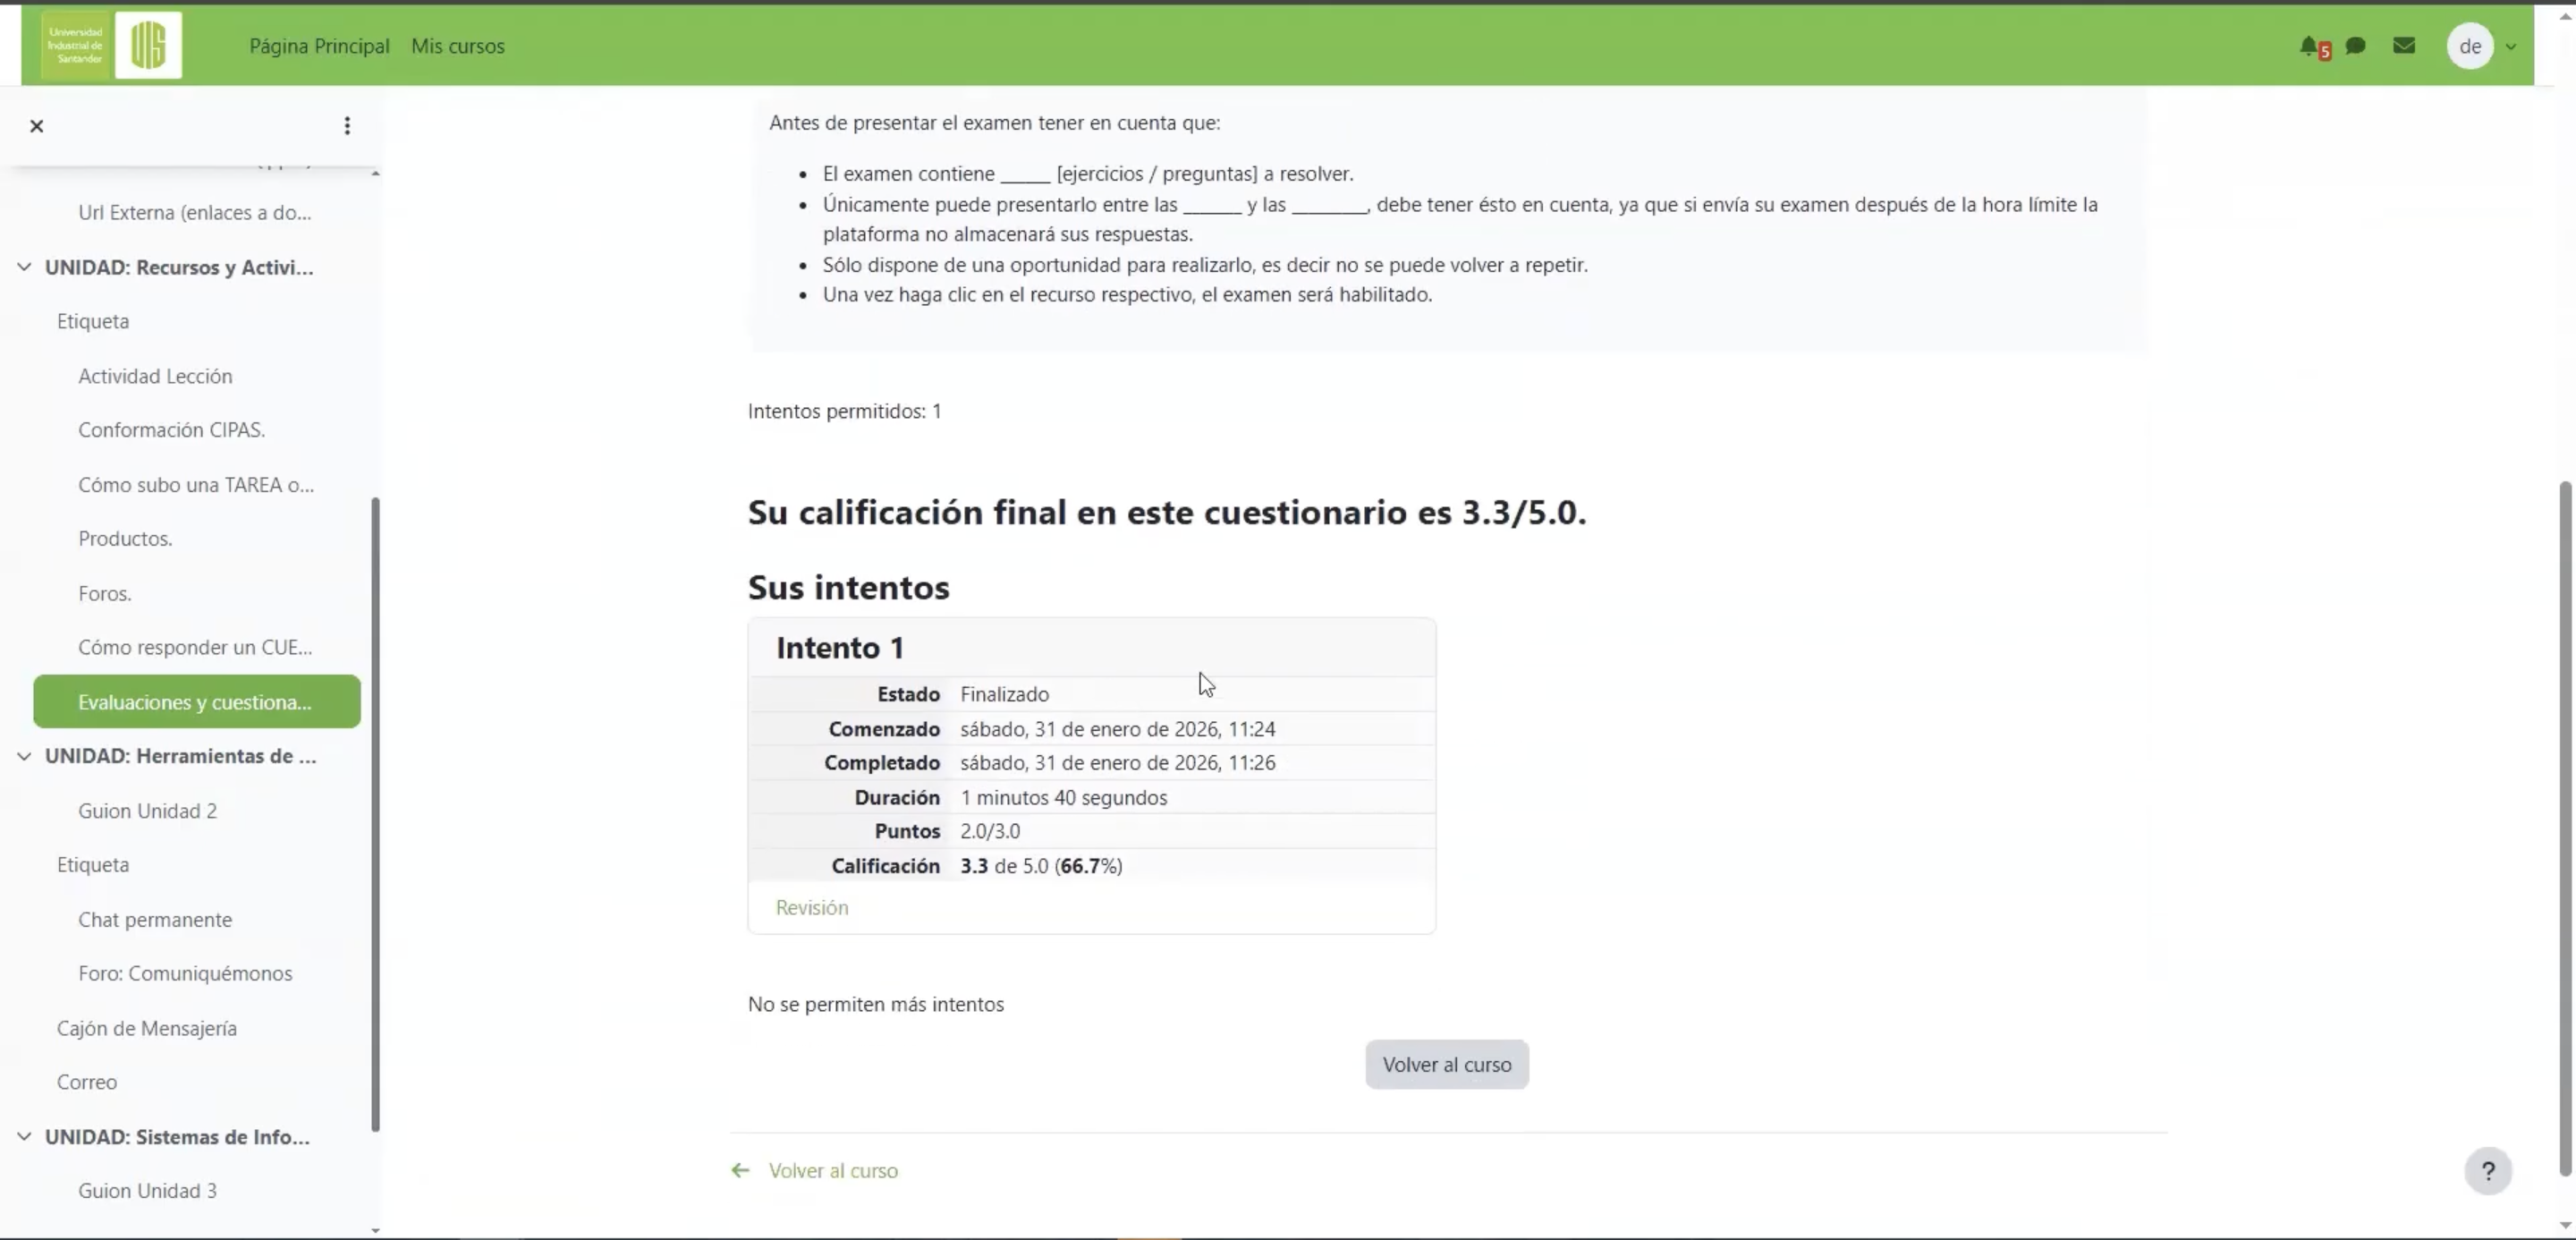 Universidad
Industrial de
Santander
UIS
Página Principal
Mis cursos
5
de
Url Externa (enlaces a do...
UNIDAD: Recursos y Activi...
Etiqueta
Actividad Lección
Conformación CIPAS.
Cómo subo una TAREA o...
Productos.
Foros.
Cómo responder un CUE...
Evaluaciones y cuestiona...
UNIDAD: Herramientas de ...
Guion Unidad 2
Etiqueta
Chat permanente
Foro: Comuniquémonos
Cajón de Mensajería
Correo
UNIDAD: Sistemas de Info...
Guion Unidad 3
Antes de presentar el examen tener en cuenta que:
• El examen contiene _____ [ejercicios / preguntas] a resolver.
• Únicamente puede presentarlo entre las ______ y las ________, debe tener ésto en cuenta, ya que si envía su examen después de la hora límite la
plataforma no almacenará sus respuestas.
• Sólo dispone de una oportunidad para realizarlo, es decir no se puede volver a repetir.
• Una vez haga clic en el recurso respectivo, el examen será habilitado.
Intentos permitidos: 1
Su calificación final en este cuestionario es 3.3/5.0.
Sus intentos
Intento 1
Estado Finalizado
Comenzado sábado, 31 de enero de 2026, 11:24
Completado sábado, 31 de enero de 2026, 11:26
Duración 1 minutos 40 segundos
Puntos 2.0/3.0
Calificación 3.3 de 5.0 (66.7%)
Revisión
No se permiten más intentos
Volver al curso
Volver al curso
?